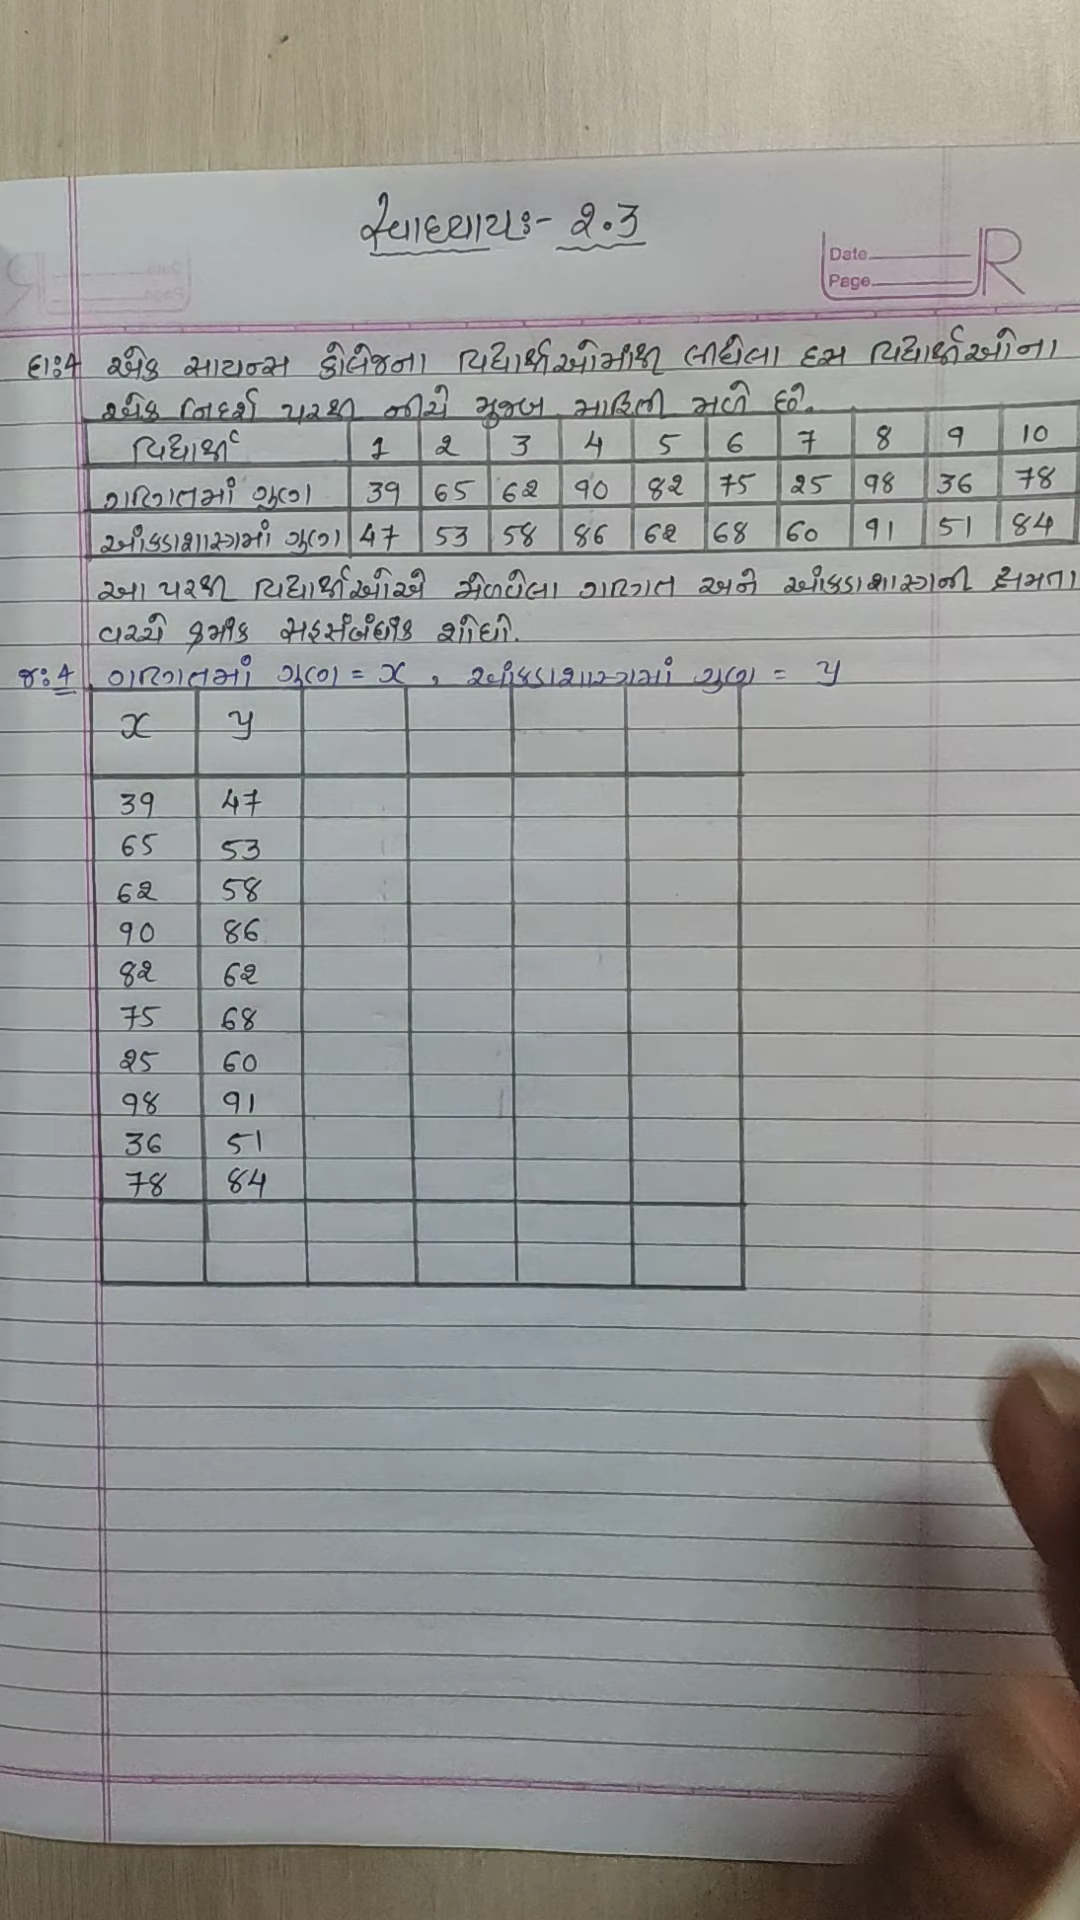 સ્વાધ્યાય:- 2.3
Date
Page
R
દા:4 એક સાયન્સ કોલેજના વિદ્યાર્થીઓમાંથી લીધેલા દસ વિદ્યાર્થીઓના
એક નિદર્શ પરથી નીચે મુજબ માહિતી મળે છે.
વિદ્યાર્થી 1 2 3 4 5 6 7 8 9 10
ગણિતમાં ગુણ 39 65 62 90 82 75 25 98 36 78
આંકડાશાસ્ત્રમાં ગુણ 47 53 58 86 62 68 60 91 51 84
આ પરથી વિદ્યાર્થીઓએ મેળવેલા ગણિત અને આંકડાશાસ્ત્રની ક્ષમતા
વચ્ચે ક્રમાંક સહસંબંધાંક શોધો.
જ:4 ગણિતમાં ગુણ = x , આંકડાશાસ્ત્રમાં ગુણ = y
x y
39 47
65 53
62 58
90 86
82 62
75 68
25 60
98 91
36 51
78 84